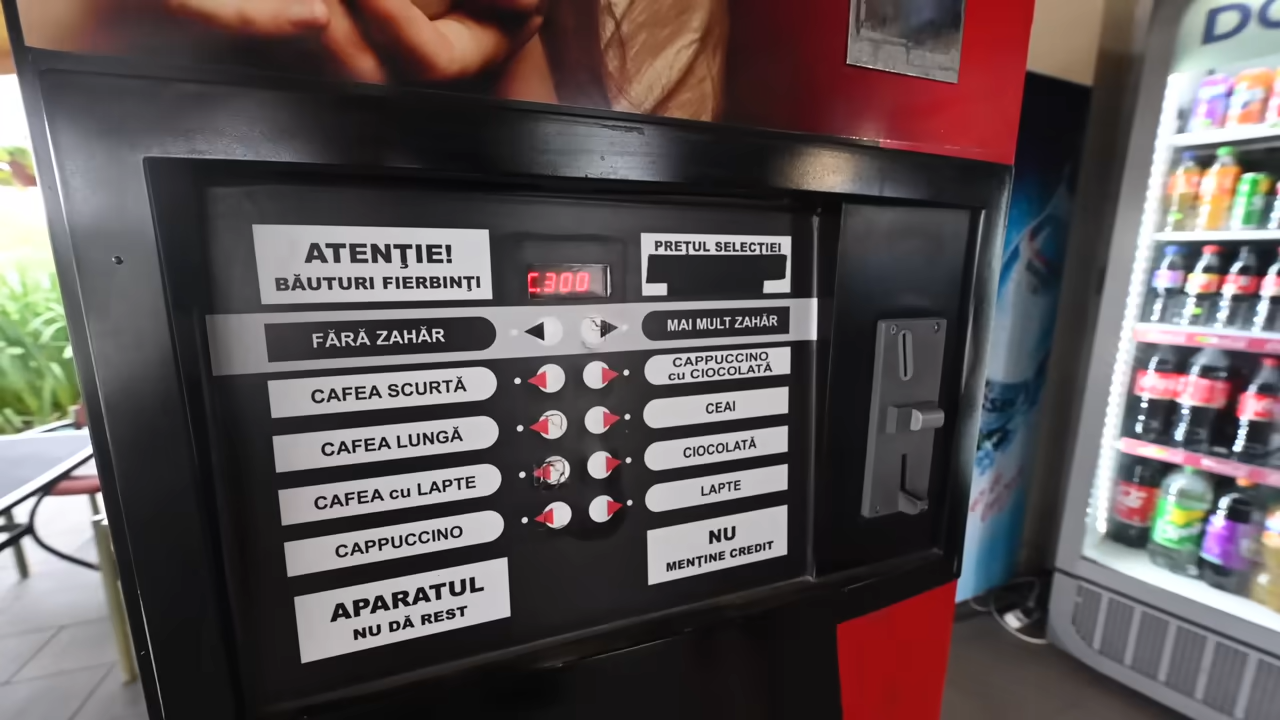 ATENŢIE!
BĂUTURI FIERBINŢI
C.300
PREŢUL SELECŢIEI
FĂRĂ ZAHĂR
MAI MULT ZAHĂR
CAFEA SCURTĂ
CAPPUCCINO
cu CIOCOLATĂ
CAFEA LUNGĂ
CEAI
CAFEA cu LAPTE
CIOCOLATĂ
CAPPUCCINO
LAPTE
APARATUL
NU DĂ REST
NU
MENŢINE CREDIT